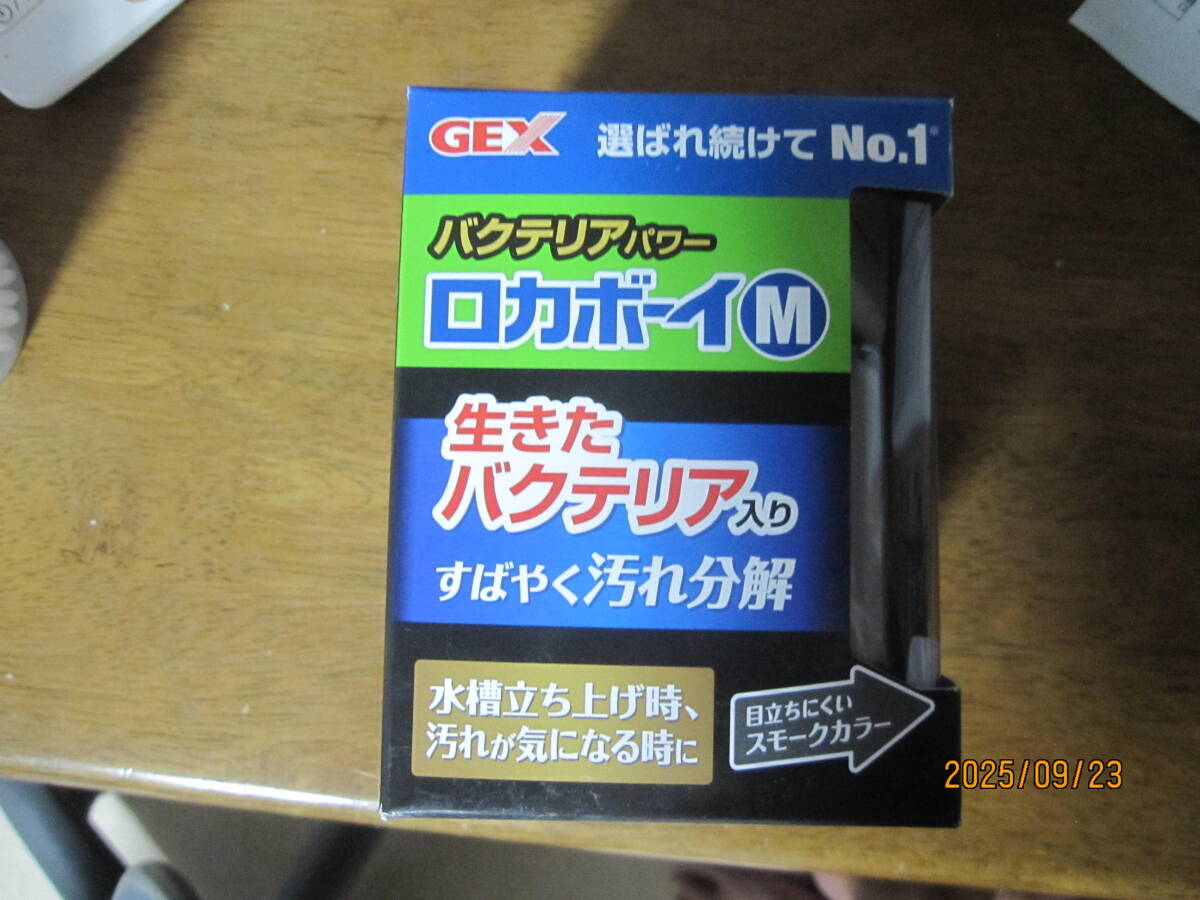 GEX 選ばれ続けて No.1※
バクテリアパワー
ロカボーイ M
生きた
バクテリア入り
すばやく汚れ分解
水槽立ち上げ時、
汚れが気になる時に
目立ちにくい
スモークカラー
2025/09/23